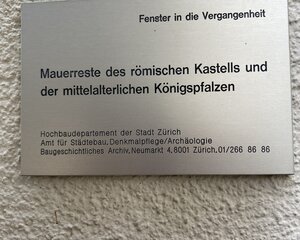 Fenster in die Vergangenheit
Mauerreste des römischen Kastells und
der mittelalterlichen Königspfalzen
Hochbaudepartement der Stadt Zürich
Amt für Städtebau, Denkmalpflege/Archäologie
Baugeschichtliches Archiv, Neumarkt 4, 8001 Zürich, 01/266 86 86